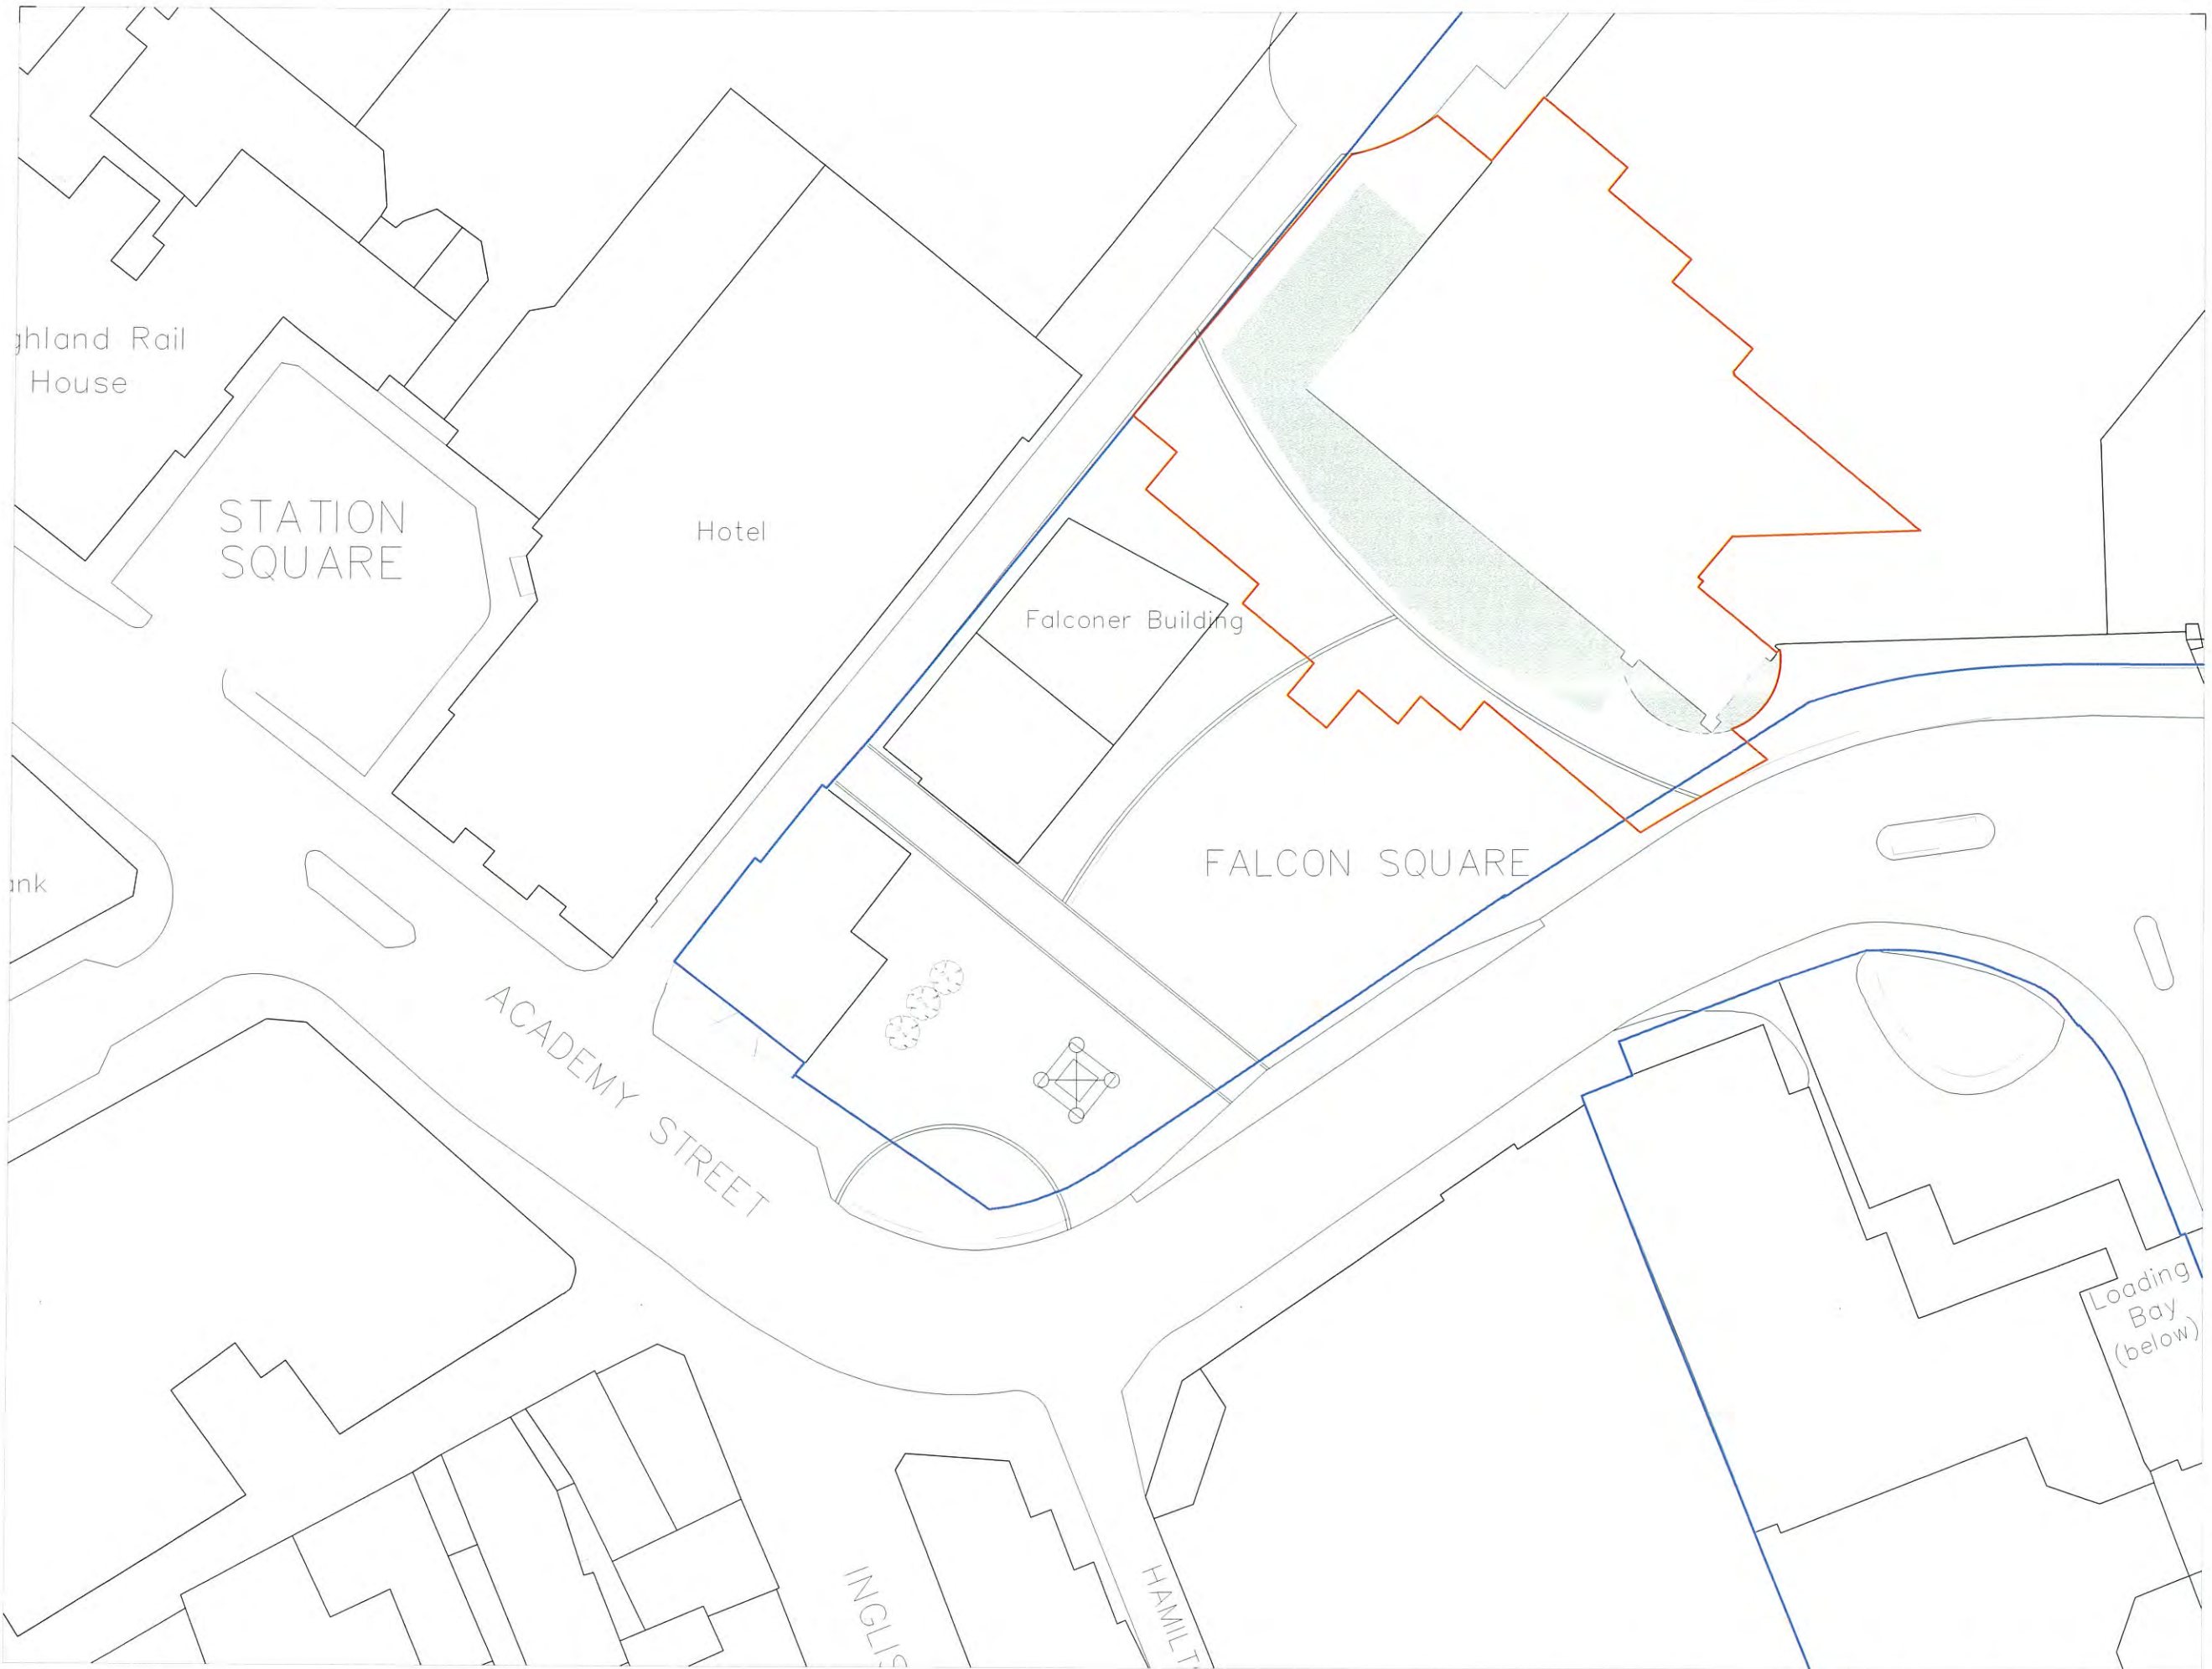 ghland Rail
House
STATION
SQUARE
Hotel
Falconer Building
FALCON SQUARE
ank
ACADEMY STREET
Loading
Bay
(below)
INGLIS
HAMILT